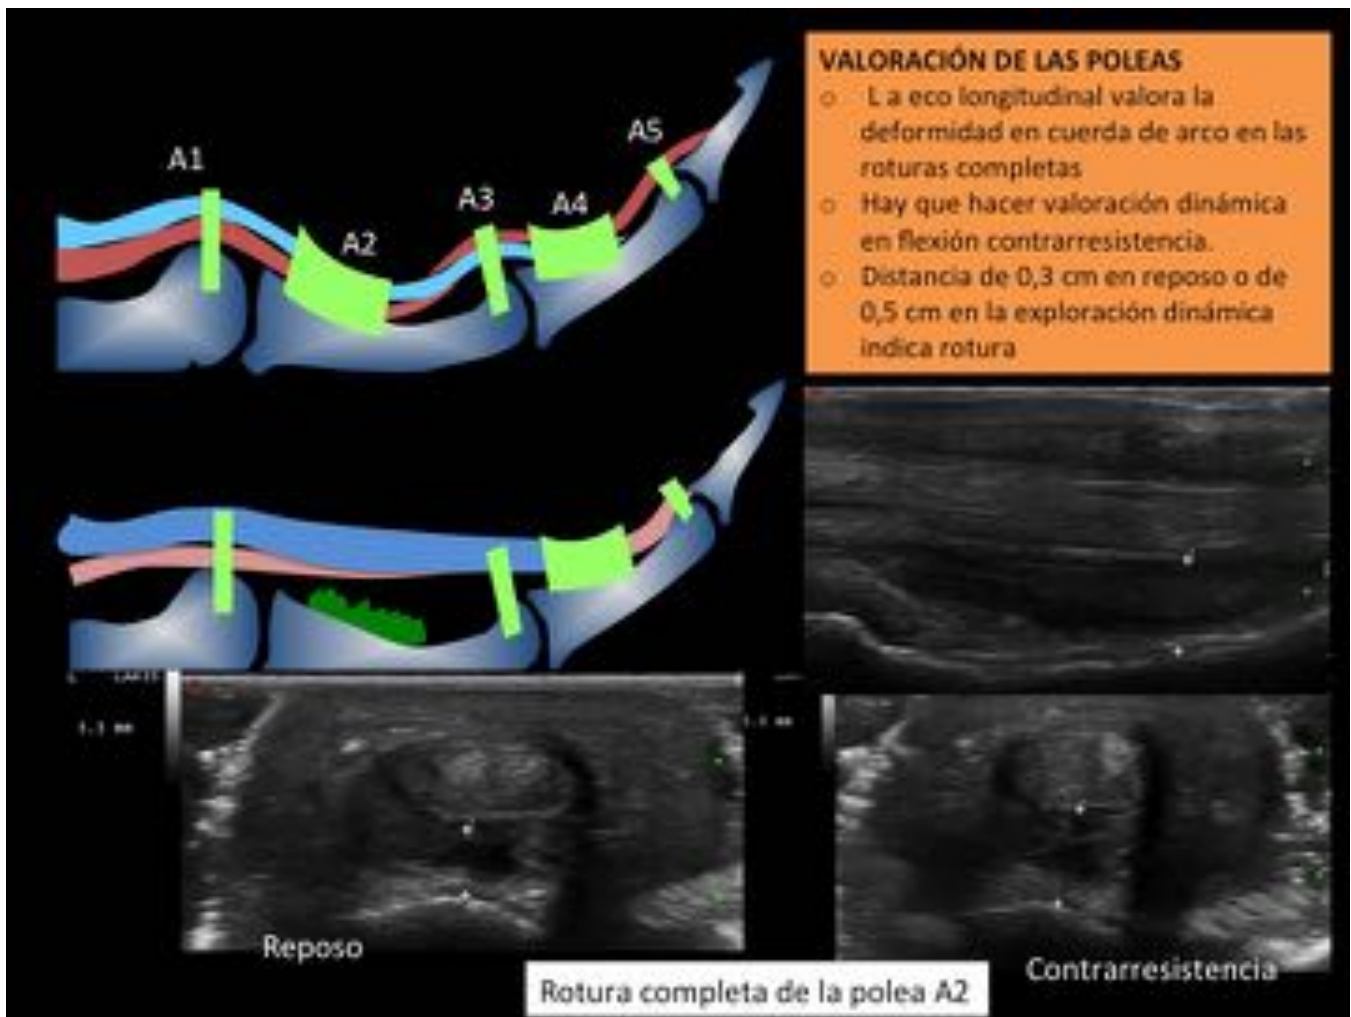 A1
A2
A3
A4
A5
VALORACIÓN DE LAS POLEAS
o L a eco longitudinal valora la
deformidad en cuerda de arco en las
roturas completas
o Hay que hacer valoración dinámica
en flexión contrarresistencia.
o Distancia de 0,3 cm en reposo o de
0,5 cm en la exploración dinámica
indica rotura
Reposo
Contrarresistencia
Rotura completa de la polea A2